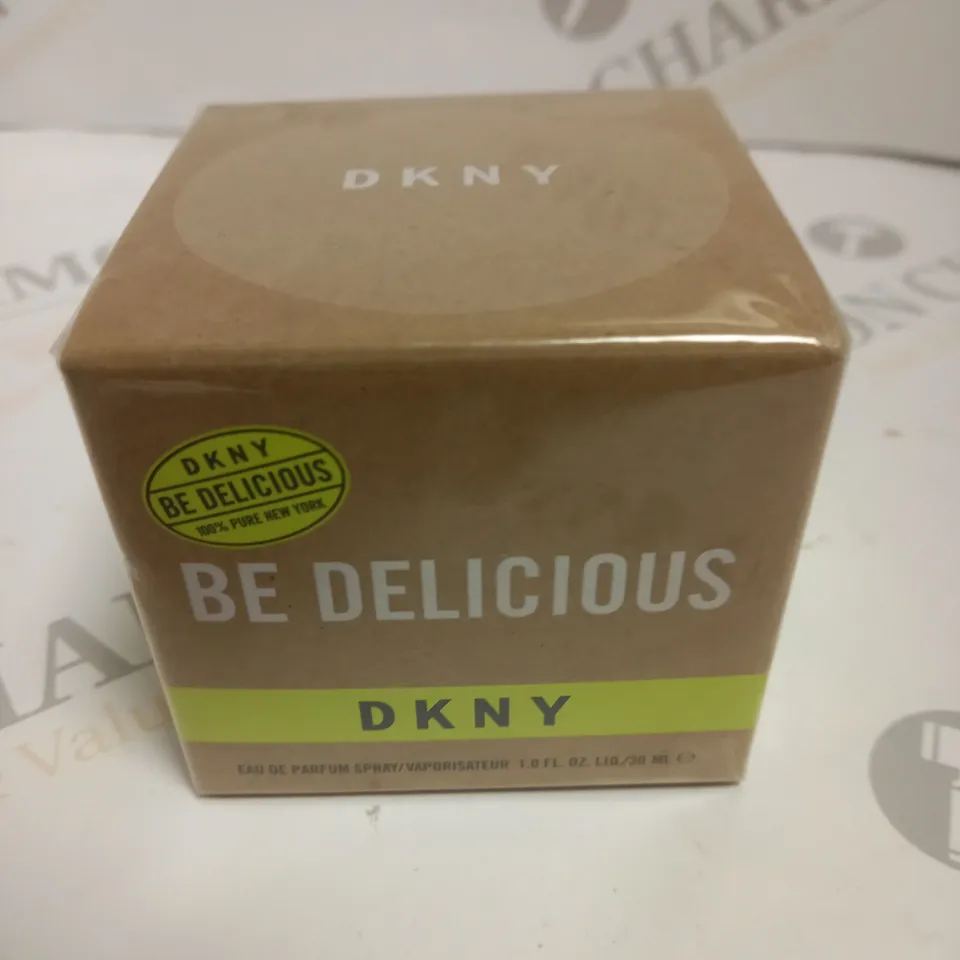 DKNY
DKNY
BE DELICIOUS
100% PURE NEW YORK
BE DELICIOUS
DKNY
EAU DE PARFUM SPRAY/VAPORISATEUR 1.0 FL. OZ. LIQ./30 ML ℮